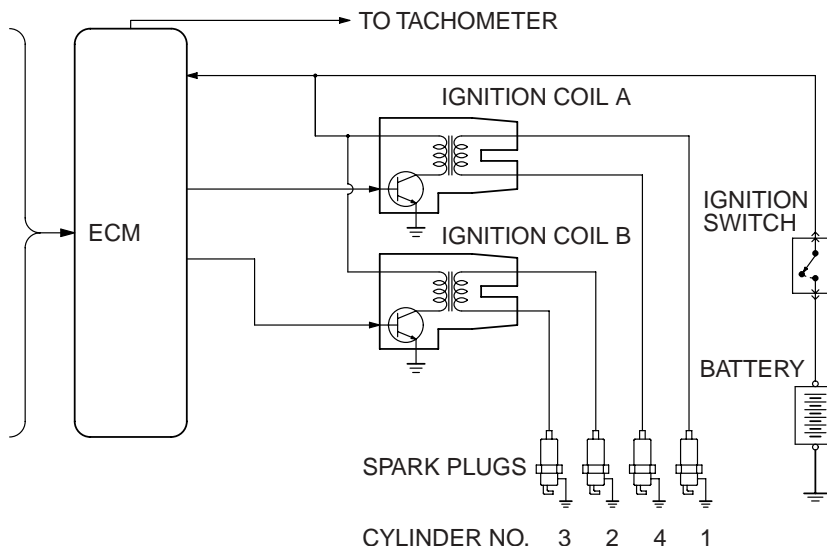 TO TACHOMETER
IGNITION COIL A
IGNITION
SWITCH
ECM
IGNITION COIL B
BATTERY
SPARK PLUGS
CYLINDER NO. 3 2 4 1